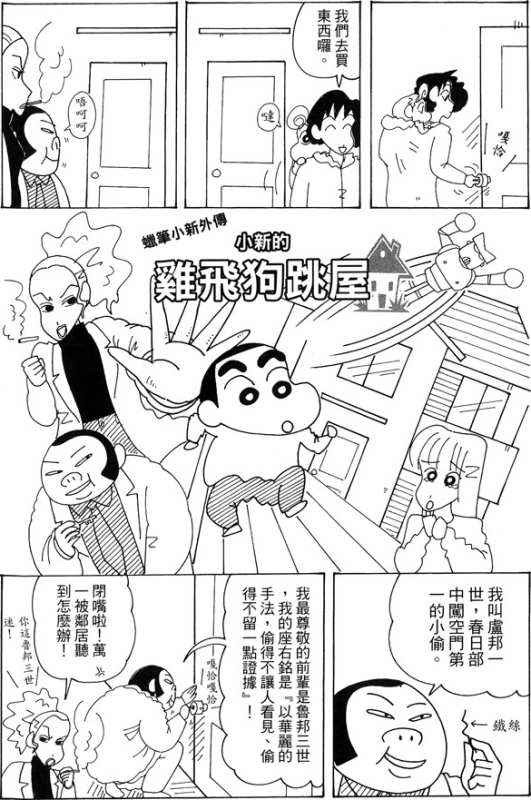 嘎恰
我們去買
東西囉。
噠
唔呵呵
蠟筆小新外傳
小新的
雞飛狗跳屋
我叫盧邦一
世，春日部
中闖空門第
一的小偷。
鐵絲
我最尊敬的前輩是魯邦三世
，我的座右銘是『以華麗的
手法，偷得不讓人看見、偷
得不留一點證據』！
嘎恰嘎恰
閉嘴啦！萬
一被鄰居聽
到怎麼辦！
你這魯邦三世
迷！